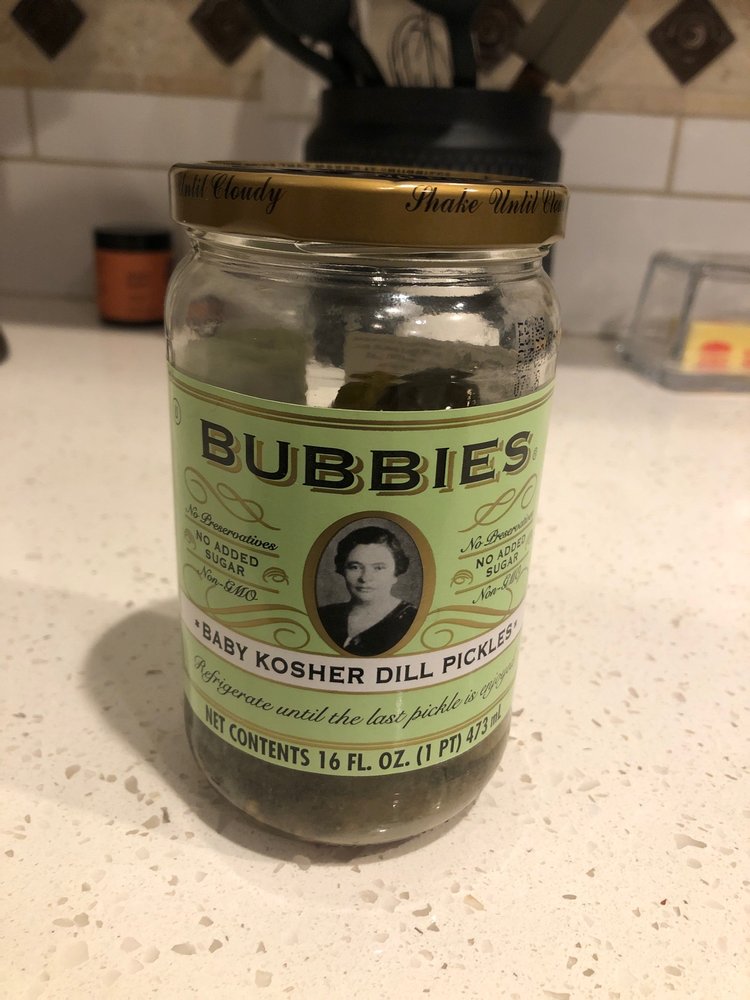 Until Cloudy Shake Until
BUBBIES®
No Preservatives
NO ADDED
SUGAR
Non-GMO
No Preservatives
NO ADDED
SUGAR
Non-GMO
*BABY KOSHER DILL PICKLES*
Refrigerate until the last pickle is enjoyed
NET CONTENTS 16 FL. OZ. (1 PT) 473 mL